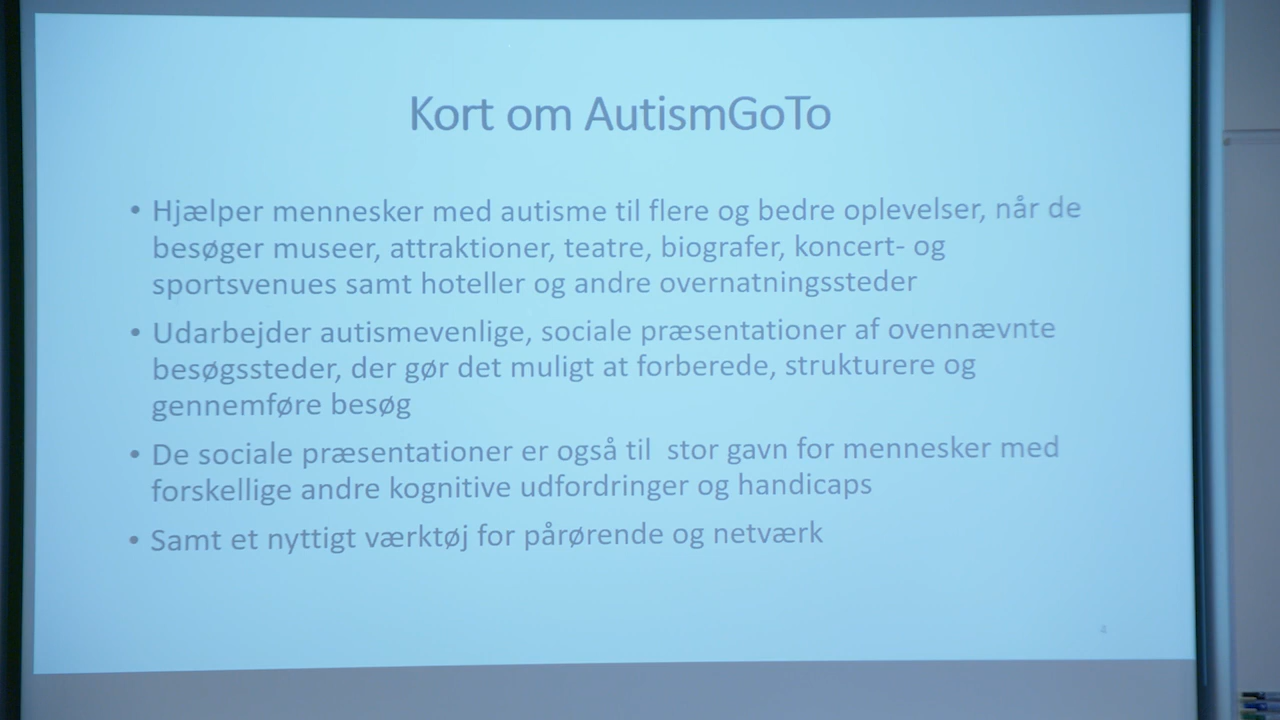 Kort om AutismGoTo
• Hjælper mennesker med autisme til flere og bedre oplevelser, når de
besøger museer, attraktioner, teatre, biografer, koncert- og
sportsvenues samt hoteller og andre overnatningssteder
• Udarbejder autismevenlige, sociale præsentationer af ovennævnte
besøgssteder, der gør det muligt at forberede, strukturere og
gennemføre besøg
• De sociale præsentationer er også til  stor gavn for mennesker med
forskellige andre kognitive udfordringer og handicaps
• Samt et nyttigt værktøj for pårørende og netværk